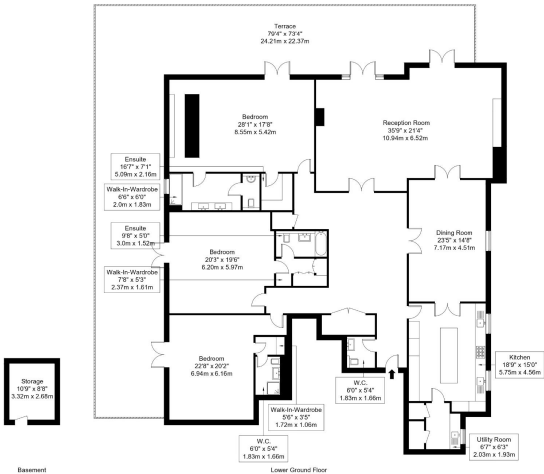 Terrace
79'4" x 73'4"
24.21m x 22.37m
Bedroom
28'1" x 17'8"
8.55m x 5.42m
Reception Room
35'9" x 21'4"
10.94m x 6.52m
Ensuite
16'7" x 7'1"
5.09m x 2.16m
Walk-In-Wardrobe
6'6" x 6'0"
2.0m x 1.83m
Ensuite
9'8" x 5'0"
3.0m x 1.52m
Walk-In-Wardrobe
7'8" x 5'3"
2.37m x 1.61m
Bedroom
20'3" x 19'6"
6.20m x 5.97m
Dining Room
23'5" x 14'8"
7.17m x 4.51m
Bedroom
22'8" x 20'2"
6.94m x 6.16m
Kitchen
18'9" x 15'0"
5.75m x 4.56m
Storage
10'9" x 8'8"
3.32m x 2.68m
W.C.
6'0" x 5'4"
1.83m x 1.66m
Walk-In-Wardrobe
5'6" x 3'5"
1.72m x 1.06m
W.C.
6'0" x 5'4"
1.83m x 1.66m
Utility Room
6'7" x 6'3"
2.03m x 1.93m
Basement
Lower Ground Floor